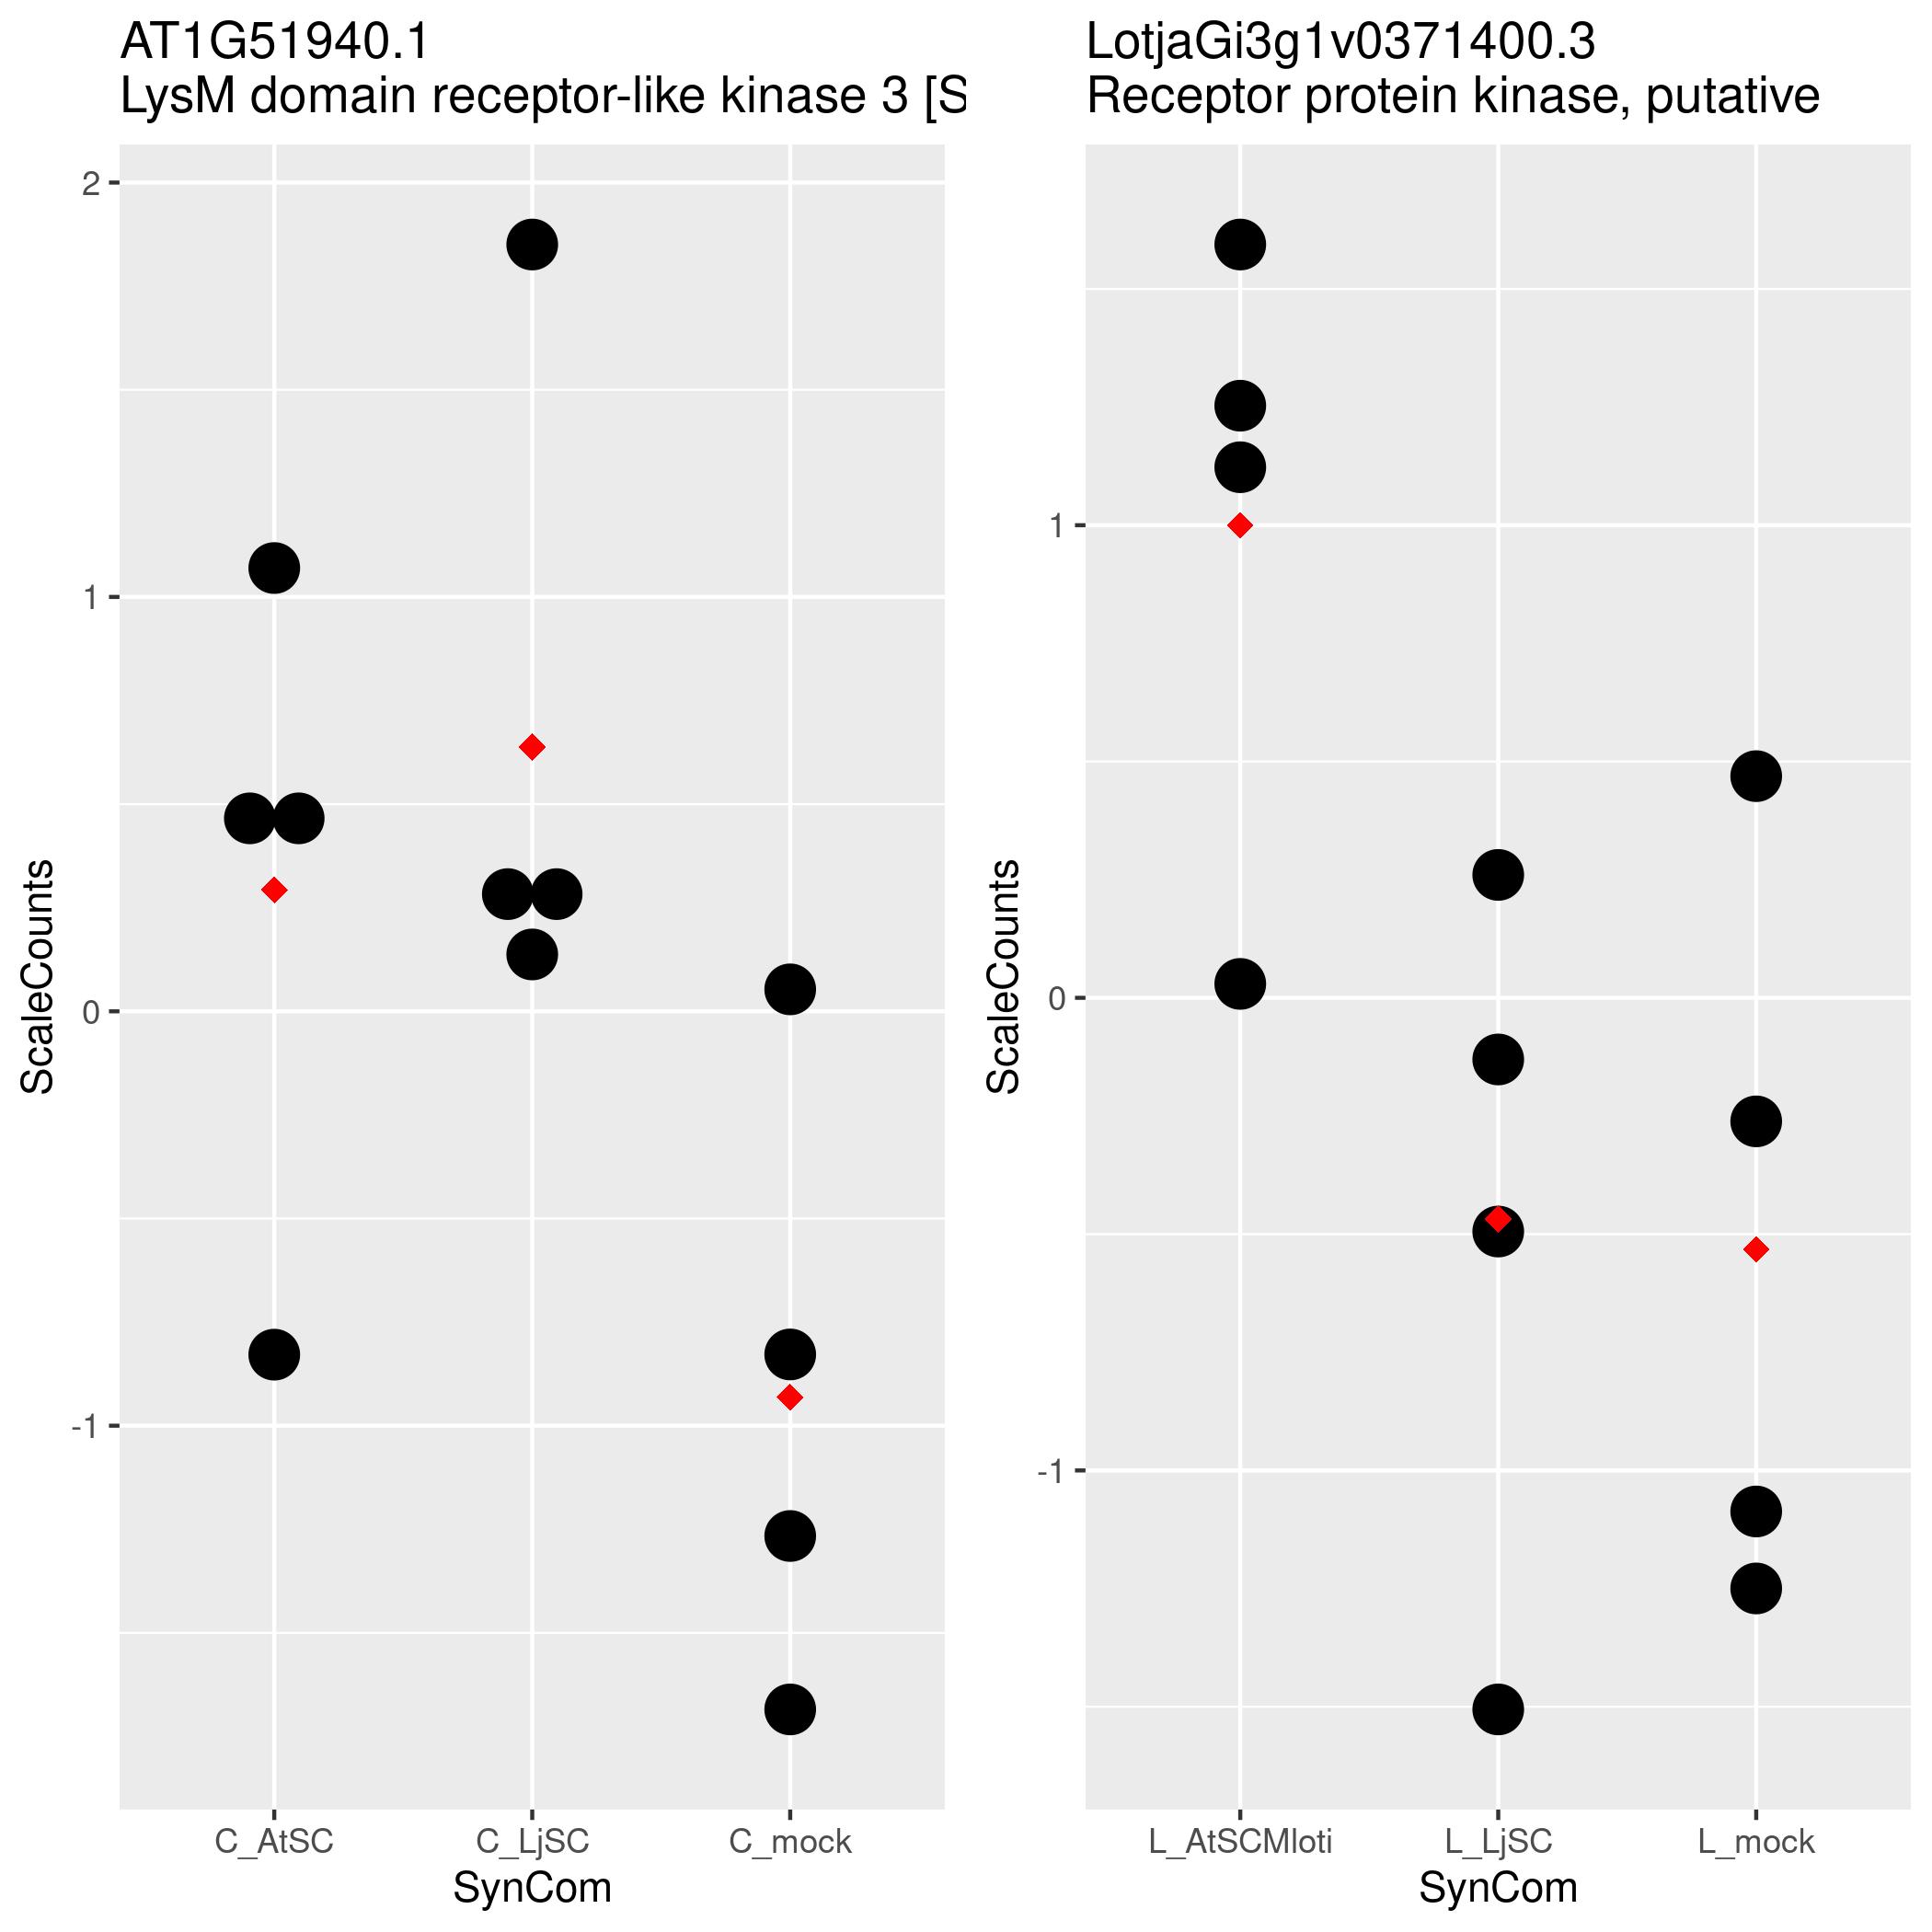 AT1G51940.1
LysM domain receptor-like kinase 3 [S
ScaleCounts
2
1
0
-1
C_AtSC
C_LjSC
C_mock
SynCom
LotjaGi3g1v0371400.3
Receptor protein kinase, putative
ScaleCounts
1
0
-1
L_AtSCMloti
L_LjSC
L_mock
SynCom